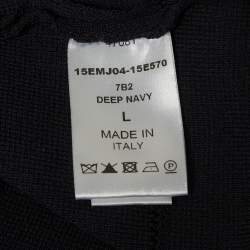 15EMJ04-15E570
7B2
DEEP NAVY
L
MADE IN
ITALY
P